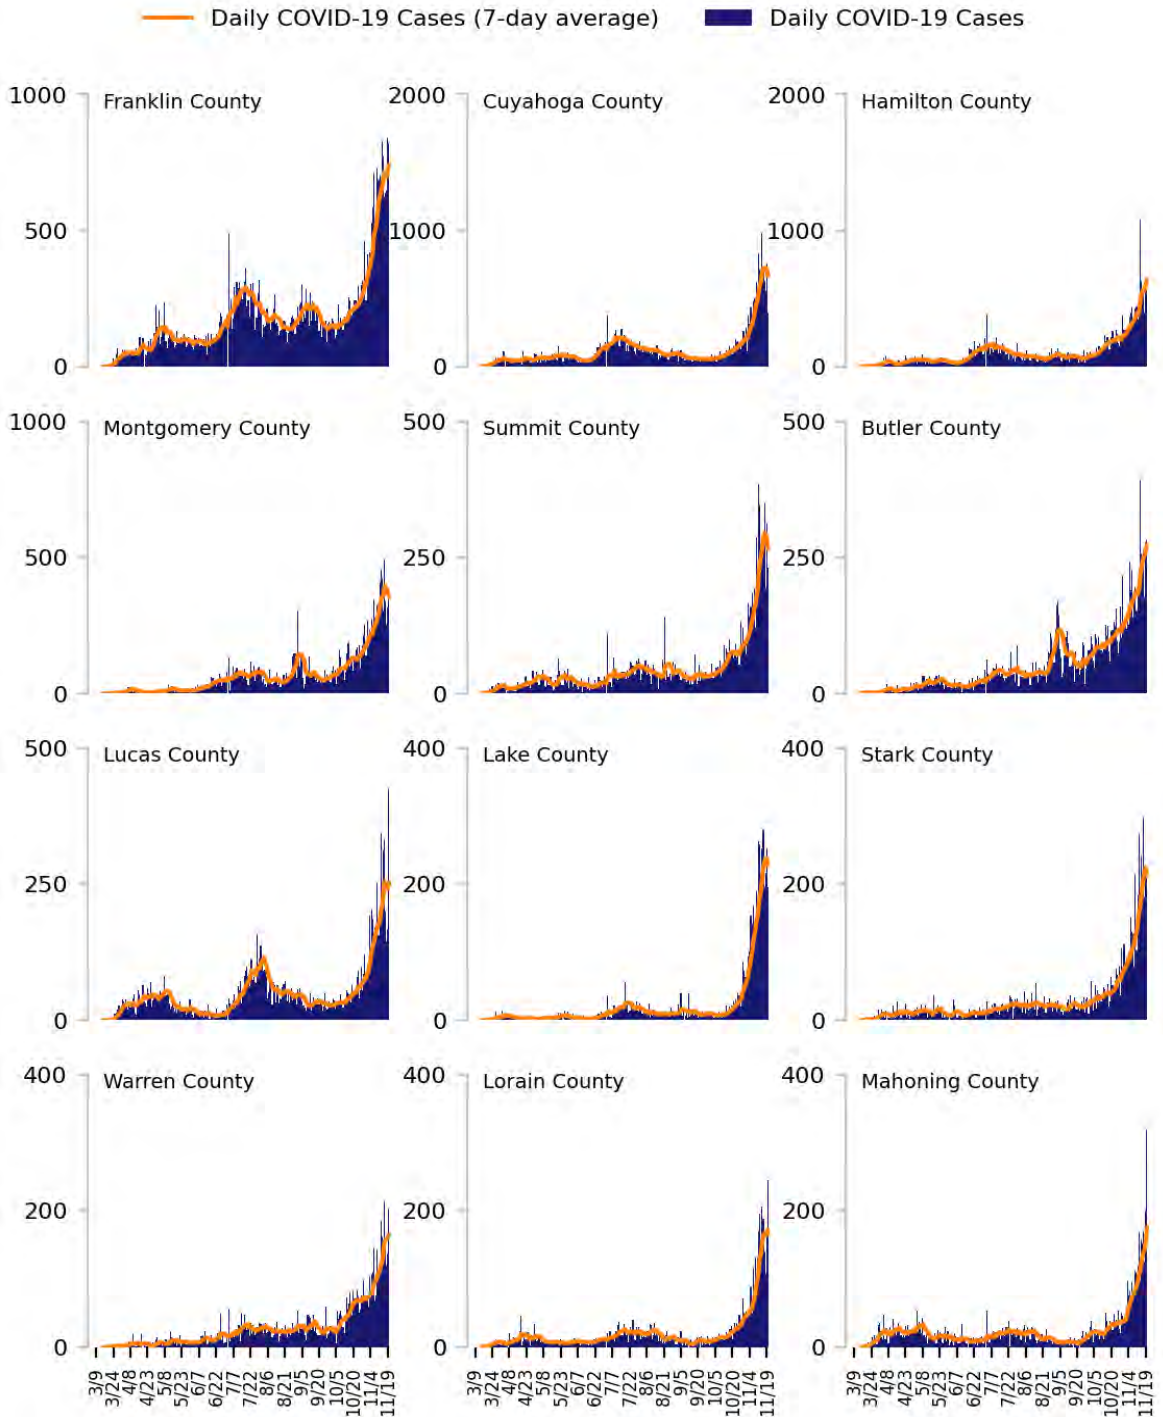 Daily COVID-19 Cases (7-day average) Daily COVID-19 Cases
1000 Franklin County 2000 Cuyahoga County 2000 Hamilton County
500 1000 1000
0 0 0
1000 Montgomery County 500 Summit County 500 Butler County
500 250 250
0 0 0
500 Lucas County 400 Lake County 400 Stark County
250 200 200
0 0 0
400 Warren County 400 Lorain County 400 Mahoning County
200 200 200
0 0 0
3/9 3/24 4/8 4/23 5/8 5/23 6/7 6/22 7/7 7/22 8/6 8/21 9/5 9/20 10/5 10/20 11/4 11/19 3/9 3/24 4/8 4/23 5/8 5/23 6/7 6/22 7/7 7/22 8/6 8/21 9/5 9/20 10/5 10/20 11/4 11/19 3/9 3/24 4/8 4/23 5/8 5/23 6/7 6/22 7/7 7/22 8/6 8/21 9/5 9/20 10/5 10/20 11/4 11/19